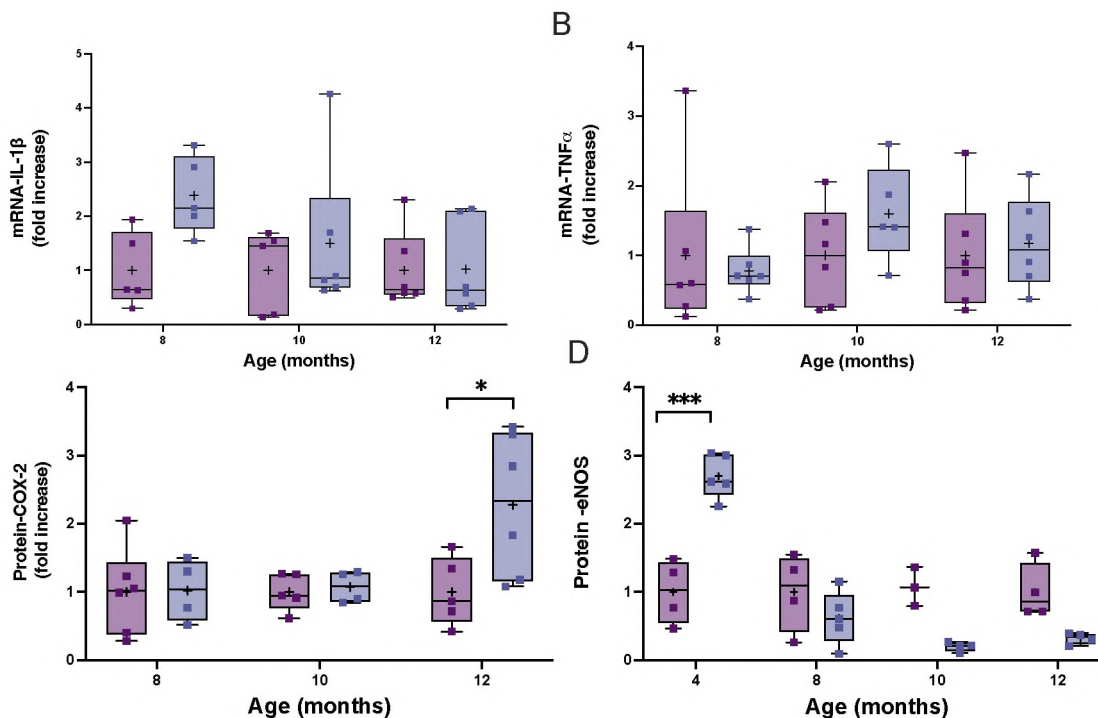 B
5
4
3
2
1
0
mRNA-IL-1β
(fold increase)
8
10
12
Age (months)
4
3
2
1
0
mRNA-TNFα
(fold increase)
8
10
12
Age (months)
D
4
3
2
1
0
Protein-COX-2
(fold increase)
*
8
10
12
Age (months)
4
3
2
1
0
Protein -eNOS
***
4
8
10
12
Age (months)